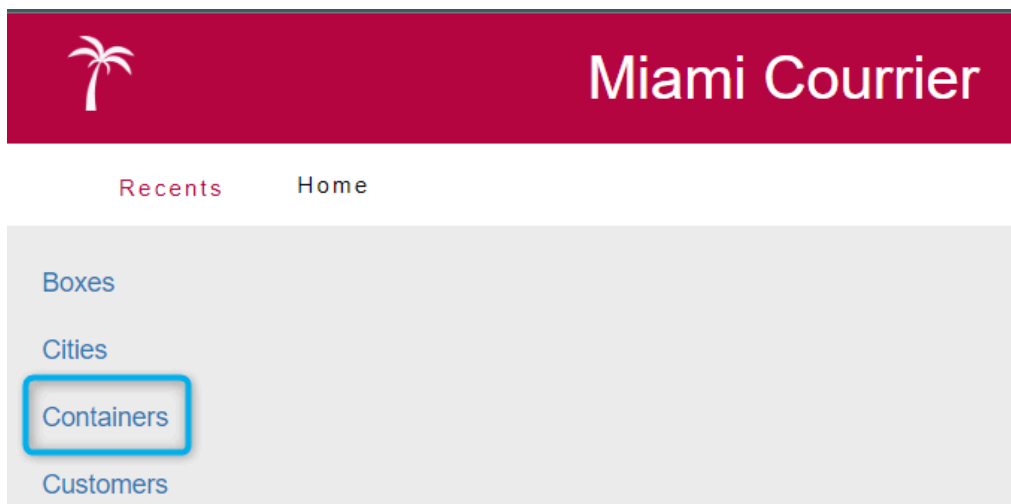 Miami Courrier
Recents Home
Boxes
Cities
Containers
Customers